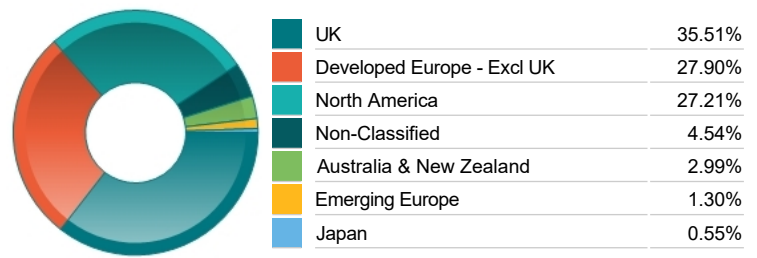 UK 35.51%
Developed Europe - Excl UK 27.90%
North America 27.21%
Non-Classified 4.54%
Australia & New Zealand 2.99%
Emerging Europe 1.30%
Japan 0.55%